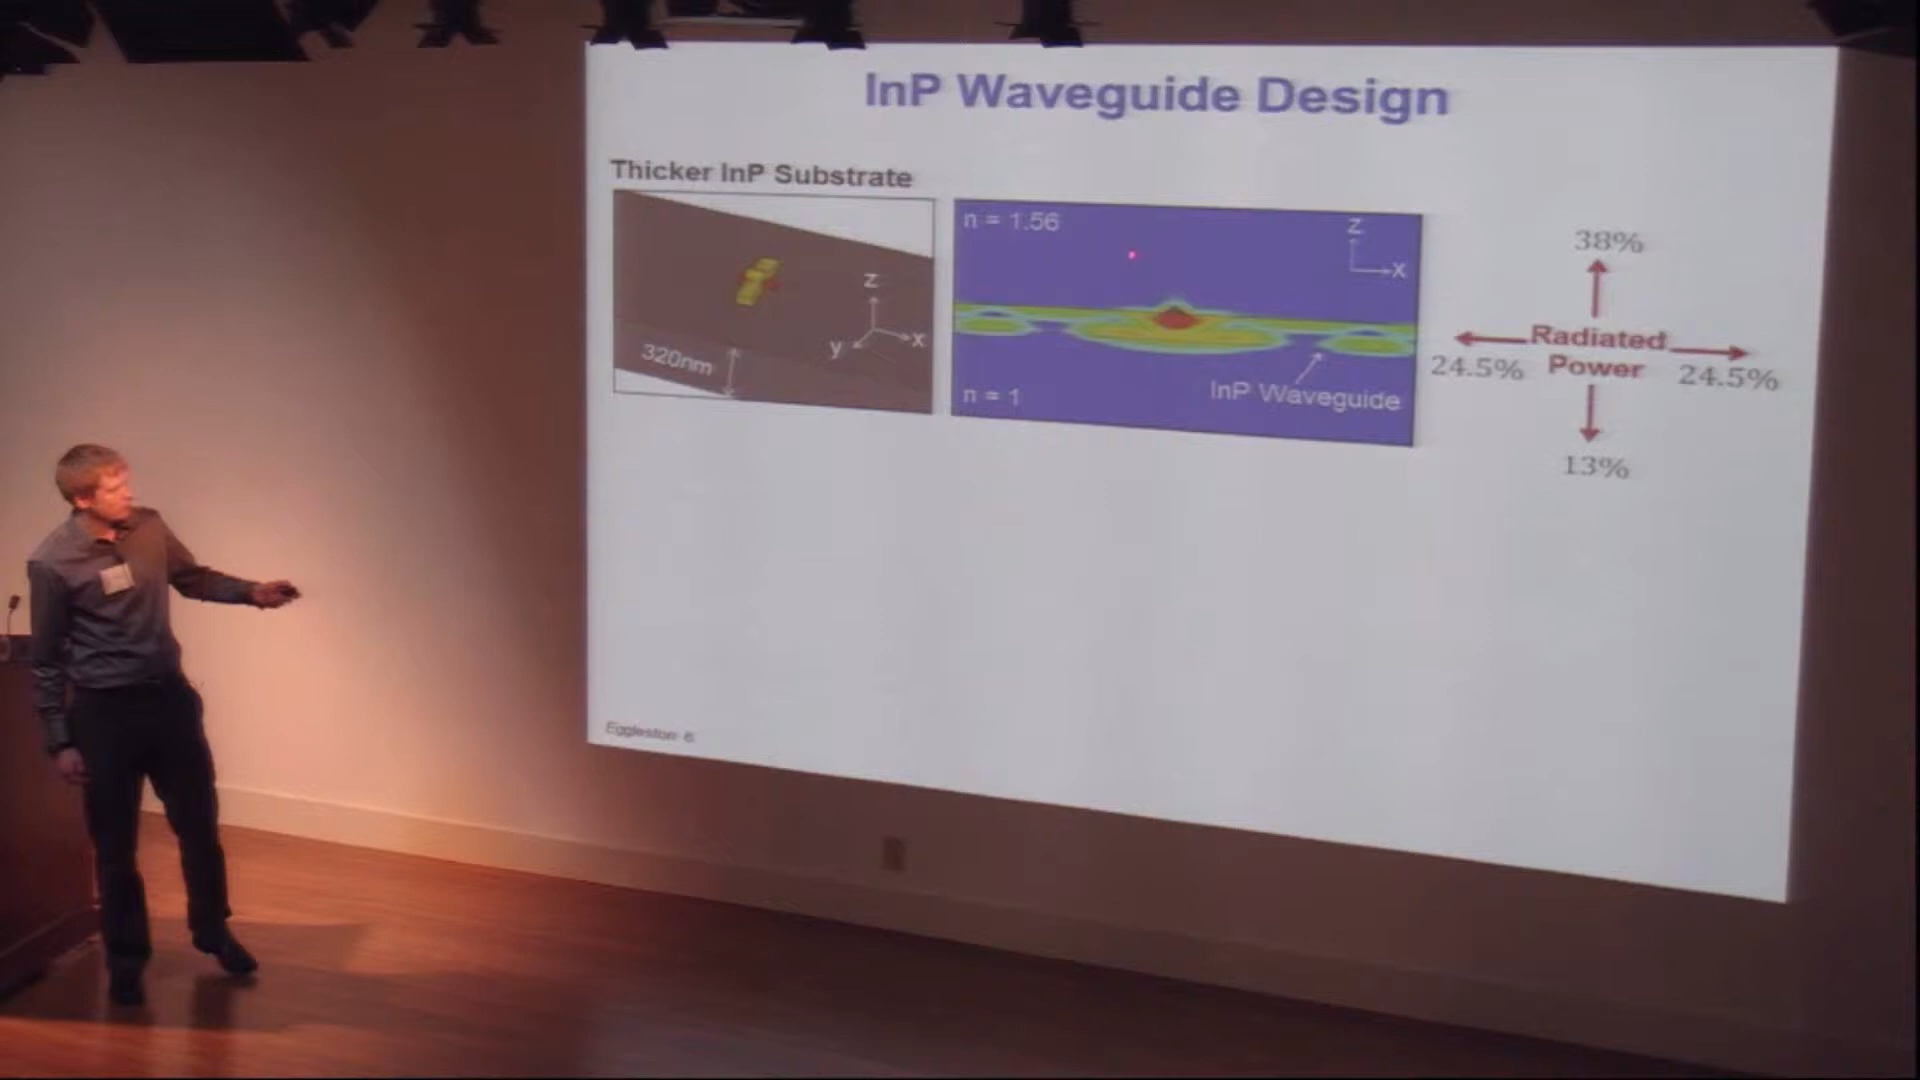 InP Waveguide Design
Thicker InP Substrate
z
y
x
320nm
n = 1.56
z
x
InP Waveguide
n = 1
38%
Radiated
Power
24.5%
24.5%
13%
Eggleston 6